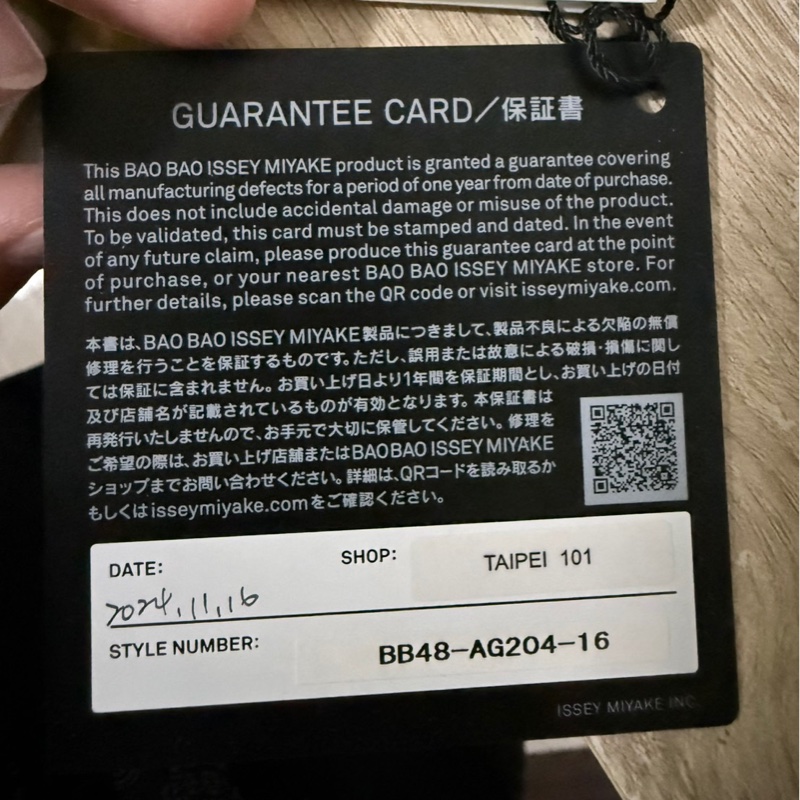 GUARANTEE CARD／保証書
This BAO BAO ISSEY MIYAKE product is granted a guarantee covering
all manufacturing defects for a period of one year from date of purchase.
This does not include accidental damage or misuse of the product.
To be validated, this card must be stamped and dated. In the event
of any future claim, please produce this guarantee card at the point
of purchase, or your nearest BAO BAO ISSEY MIYAKE store. For
further details, please scan the QR code or visit isseymiyake.com.
本書は、BAO BAO ISSEY MIYAKE製品につきまして、製品不良による欠陥の無償
修理を行うことを保証するものです。ただし、誤用または故意による破損・損傷に関し
ては保証に含まれません。お買い上げ日より1年間を保証期間とし、お買い上げの日付
及び店舗名が記載されているものが有効となります。本保証書は
再発行いたしませんので、お手元で大切に保管してください。修理を
ご希望の際は、お買い上げ店舗またはBAO BAO ISSEY MIYAKE
ショップまでお問い合わせください。詳細は、QRコードを読み取るか
もしくはisseymiyake.comをご確認ください。
DATE:
SHOP: TAIPEI 101
2024.11.16
STYLE NUMBER: BB48-AG204-16
ISSEY MIYAKE INC.